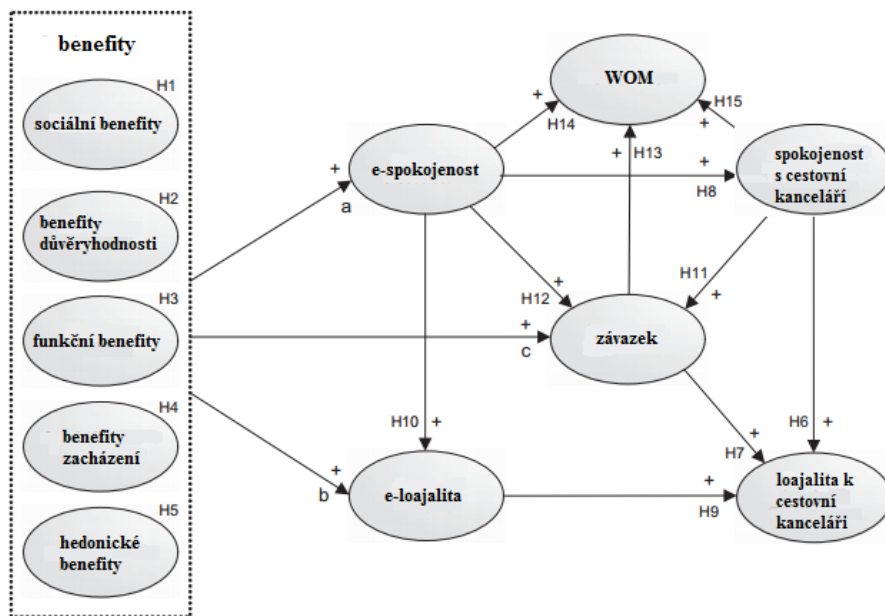 benefity
H1
sociální benefity
H2
benefity
důvěryhodnosti
H3
funkční benefity
H4
benefity
zacházení
H5
hedonické
benefity
WOM
+
H14
+
H15
+
H13
+
e-spokojenost
+
a
+
H8
spokojenost
s cestovní
kanceláří
H11
+
H12
+
závazek
+
c
H10
+
H7
+
H6
+
+
b
e-loajalita
+
H9
loajalita k
cestovní
kanceláři